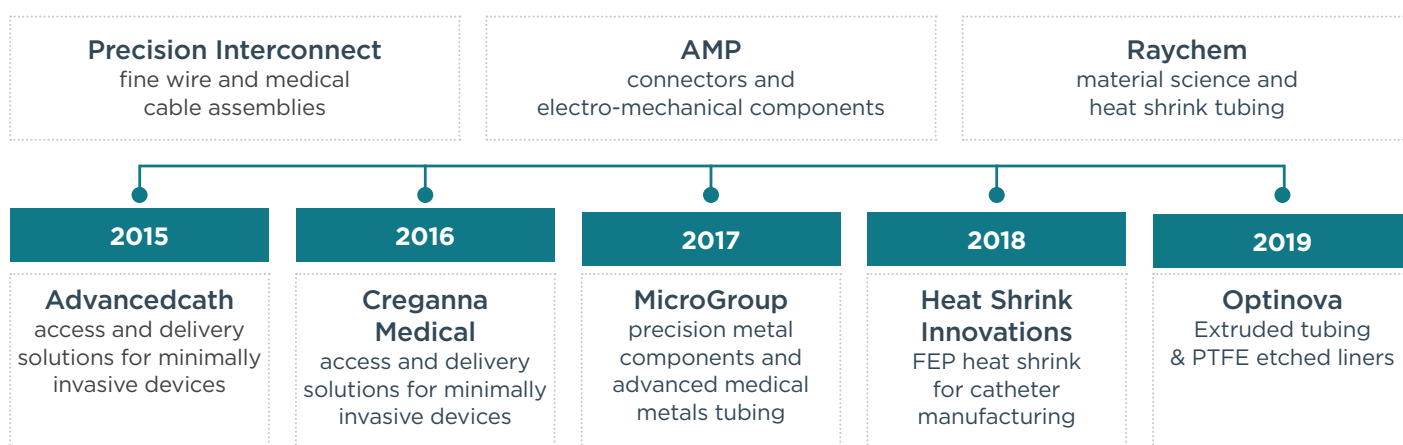 Precision Interconnect
fine wire and medical
cable assemblies
AMP
connectors and
electro-mechanical components
Raychem
material science and
heat shrink tubing
2015
Advancedcath
access and delivery
solutions for minimally
invasive devices
2016
Creganna
Medical
access and delivery
solutions for minimally
invasive devices
2017
MicroGroup
precision metal
components and
advanced medical
metals tubing
2018
Heat Shrink
Innovations
FEP heat shrink
for catheter
manufacturing
2019
Optinova
Extruded tubing
& PTFE etched liners